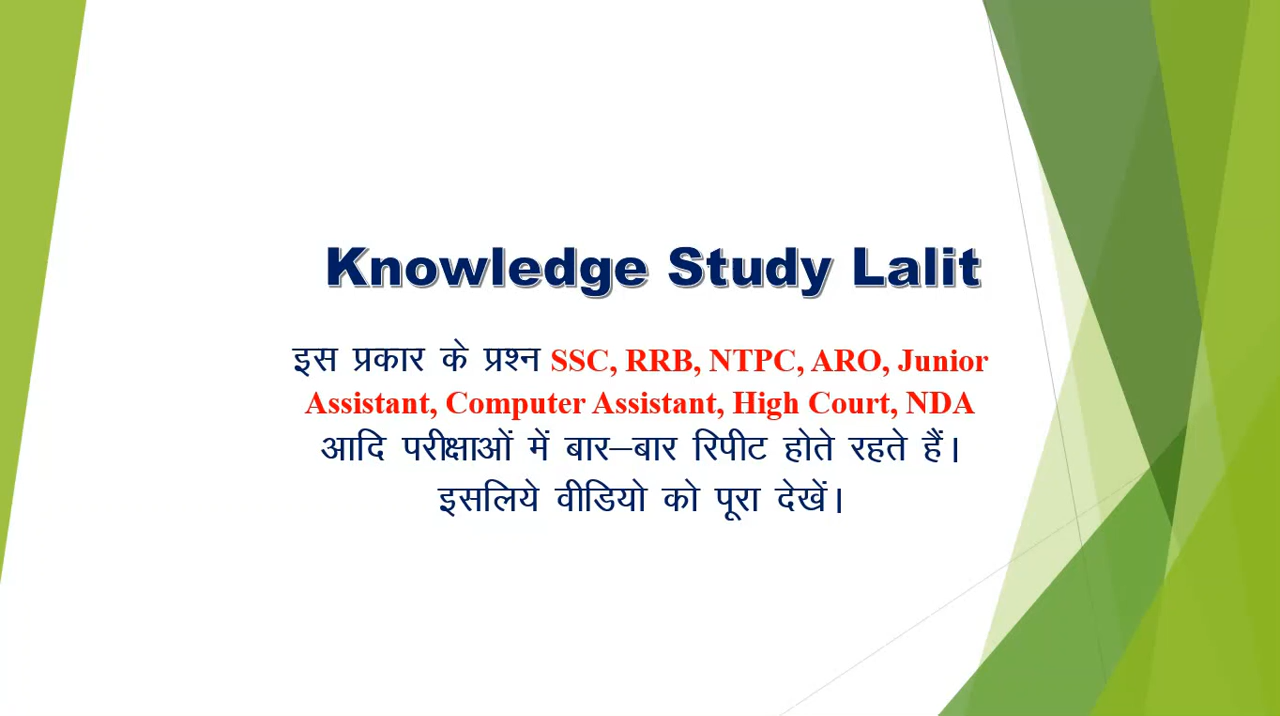 Knowledge Study Lalit
इस प्रकार के प्रश्न SSC, RRB, NTPC, ARO, Junior
Assistant, Computer Assistant, High Court, NDA
आदि परीक्षाओं में बार–बार रिपीट होते रहते हैं।
इसलिये वीडियो को पूरा देखें।